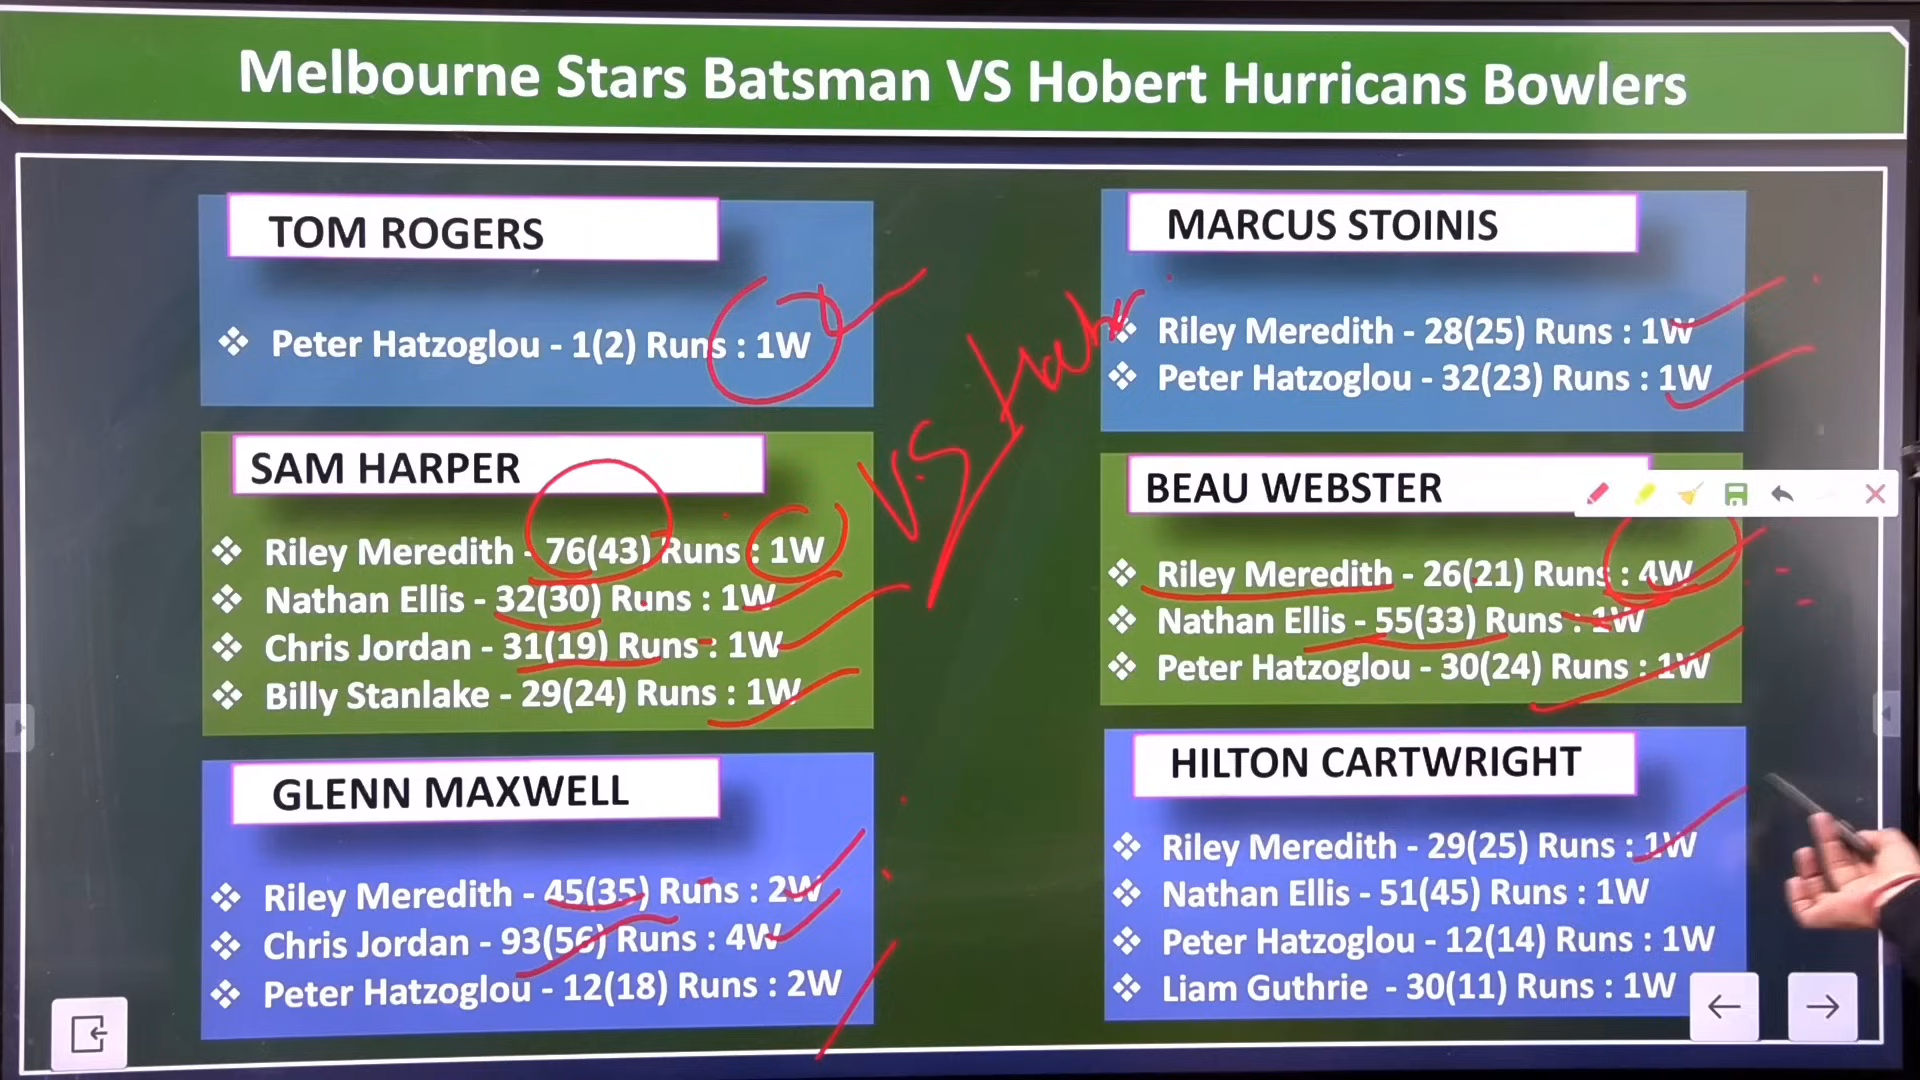 Melbourne Stars Batsman VS Hobert Hurricans Bowlers
TOM ROGERS
Peter Hatzoglou - 1(2) Runs : 1W
SAM HARPER
Riley Meredith - 76(43) Runs : 1W
Nathan Ellis - 32(30) Runs : 1W
Chris Jordan - 31(19) Runs : 1W
Billy Stanlake - 29(24) Runs : 1W
GLENN MAXWELL
Riley Meredith - 45(35) Runs : 2W
Chris Jordan - 93(56) Runs : 4W
Peter Hatzoglou - 12(18) Runs : 2W
V.S
MARCUS STOINIS
Riley Meredith - 28(25) Runs : 1W
Peter Hatzoglou - 32(23) Runs : 1W
BEAU WEBSTER
Riley Meredith - 26(21) Runs : 4W
Nathan Ellis - 55(33) Runs : 1W
Peter Hatzoglou - 30(24) Runs : 1W
HILTON CARTWRIGHT
Riley Meredith - 29(25) Runs : 1W
Nathan Ellis - 51(45) Runs : 1W
Peter Hatzoglou - 12(14) Runs : 1W
Liam Guthrie - 30(11) Runs : 1W